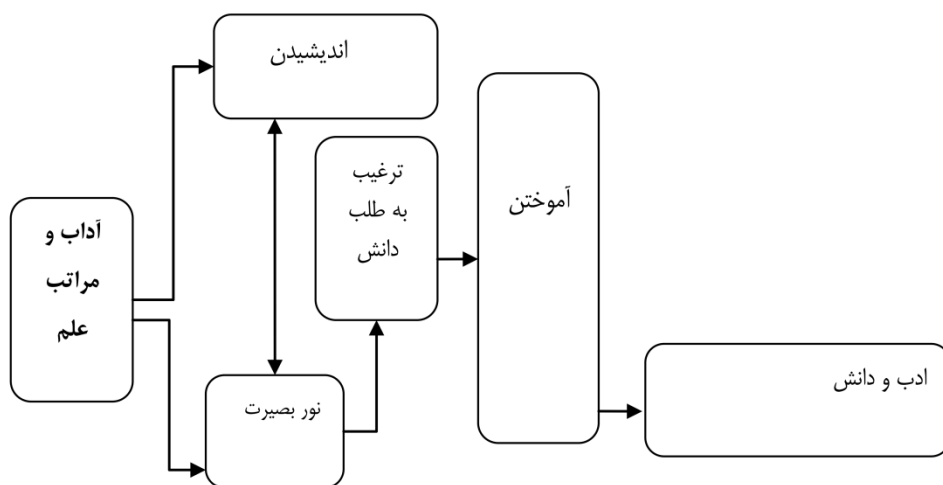 اندیشیدن
ترغیب
به طلب
دانش
آموختن
آداب و
مراتب
علم
نور بصیرت
ادب و دانش